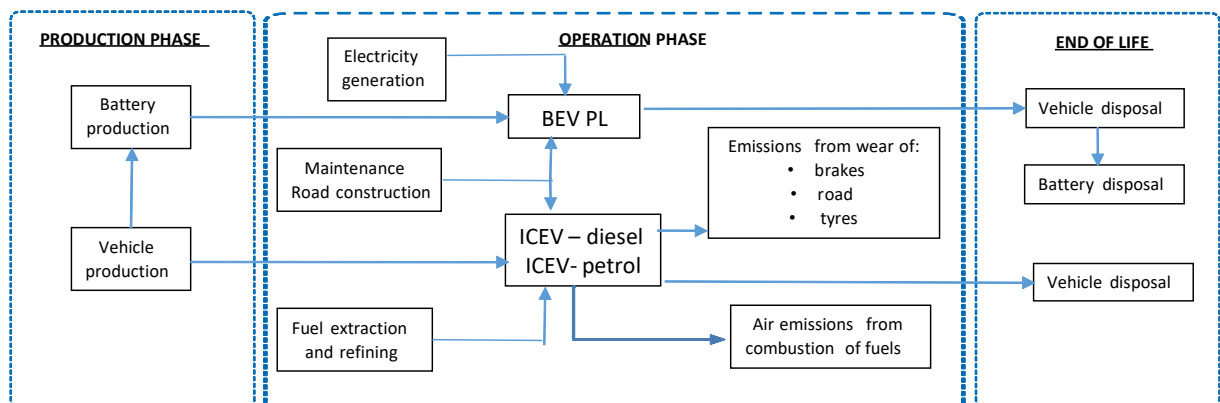 PRODUCTION PHASE
Battery
production
Vehicle
production
OPERATION PHASE
Electricity
generation
BEV PL
Maintenance
Road construction
Emissions from wear of:
• brakes
• road
• tyres
ICEV – diesel
ICEV- petrol
Fuel extraction
and refining
Air emissions from
combustion of fuels
END OF LIFE
Vehicle disposal
Battery disposal
Vehicle disposal